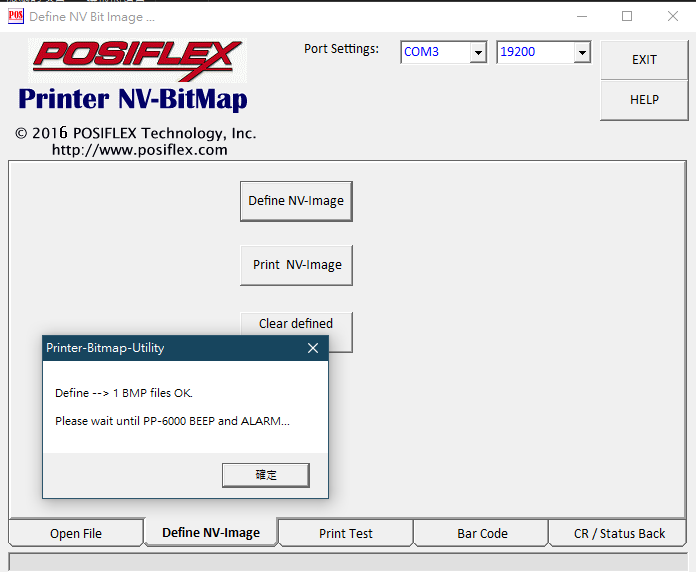 POS Define NV Bit Image ...
POSIFLEX
Printer NV-BitMap
© 2016 POSIFLEX Technology, Inc.
http://www.posiflex.com
Port Settings:
COM3
19200
EXIT
HELP
Define NV-Image
Print NV-Image
Clear defined
Printer-Bitmap-Utility
Define --> 1 BMP files OK.
Please wait until PP-6000 BEEP and ALARM...
確定
Open File
Define NV-Image
Print Test
Bar Code
CR / Status Back